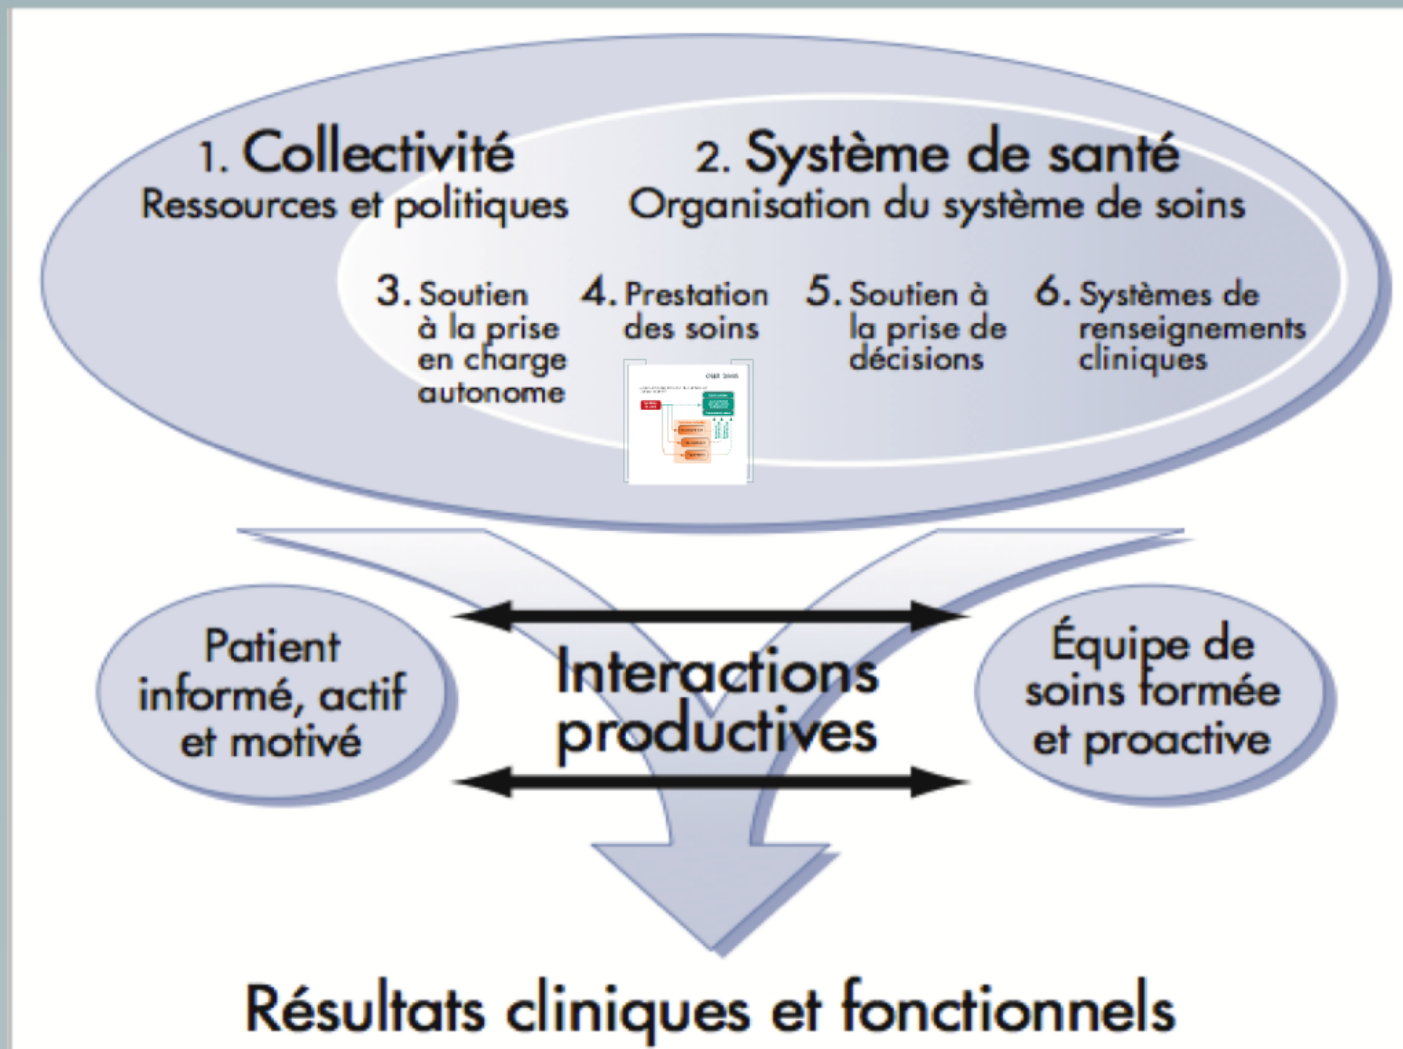 1. Collectivité
Ressources et politiques
2. Système de santé
Organisation du système de soins
3. Soutien
à la prise
en charge
autonome
4. Prestation
des soins
5. Soutien à
la prise de
décisions
6. Systèmes de
renseignements
cliniques
Patient
informé, actif
et motivé
Interactions
productives
Équipe de
soins formée
et proactive
Résultats cliniques et fonctionnels